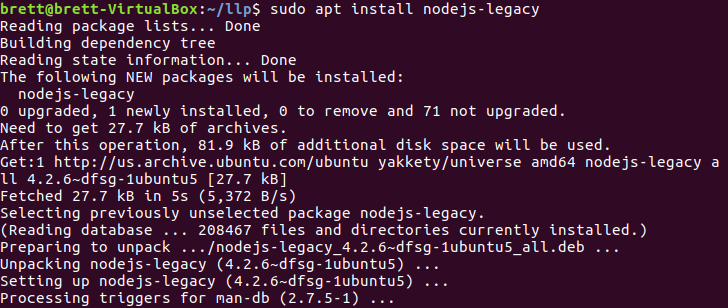 brett@brett-VirtualBox:~/llp$ sudo apt install nodejs-legacy
Reading package lists... Done
Building dependency tree
Reading state information... Done
The following NEW packages will be installed:
  nodejs-legacy
0 upgraded, 1 newly installed, 0 to remove and 71 not upgraded.
Need to get 27.7 kB of archives.
After this operation, 81.9 kB of additional disk space will be used.
Get:1 http://us.archive.ubuntu.com/ubuntu yakkety/universe amd64 nodejs-legacy a
ll 4.2.6~dfsg-1ubuntu5 [27.7 kB]
Fetched 27.7 kB in 5s (5,372 B/s)
Selecting previously unselected package nodejs-legacy.
(Reading database ... 208467 files and directories currently installed.)
Preparing to unpack .../nodejs-legacy_4.2.6~dfsg-1ubuntu5_all.deb ...
Unpacking nodejs-legacy (4.2.6~dfsg-1ubuntu5) ...
Setting up nodejs-legacy (4.2.6~dfsg-1ubuntu5) ...
Processing triggers for man-db (2.7.5-1) ...